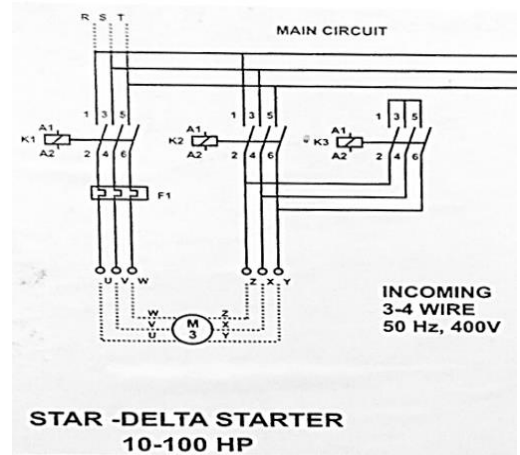 R S T
MAIN CIRCUIT
1 3 5
1 3 5
1 3 5
A1
A1
A1
K1
K2
K3
A2
A2
A2
2 4 6
2 4 6
2 4 6
F1
U V W
Z X Y
W M Z
V 3 X
U Y
INCOMING
3-4 WIRE
50 Hz, 400V
STAR -DELTA STARTER
10-100 HP